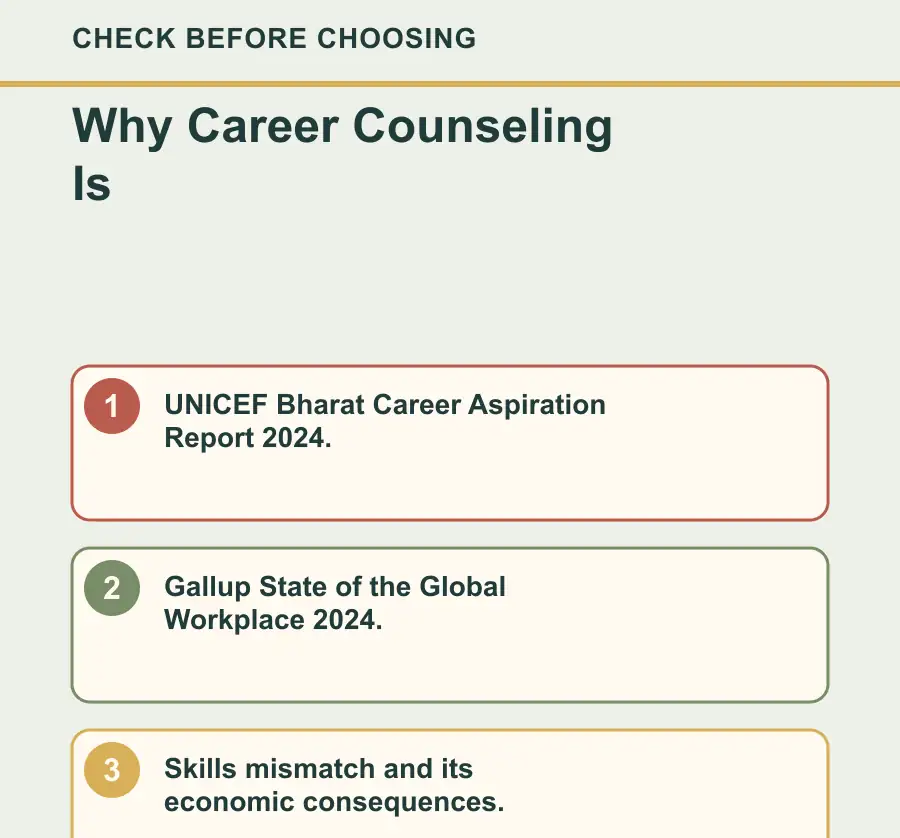 CHECK BEFORE CHOOSING
Why Career Counseling
Is
1
UNICEF Bharat Career Aspiration
Report 2024.
2
Gallup State of the Global
Workplace 2024.
3
Skills mismatch and its
economic consequences.